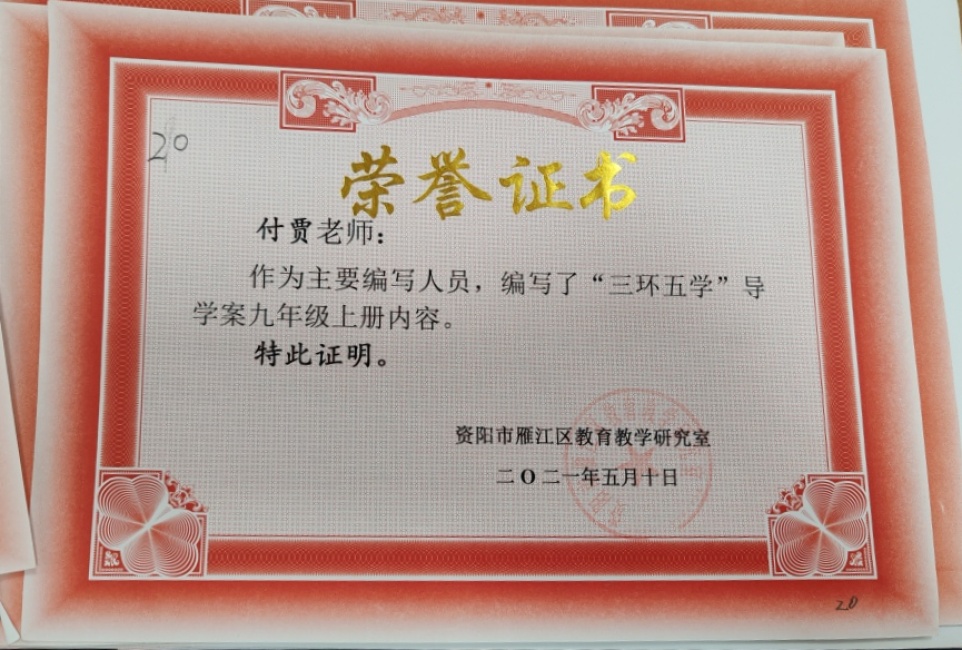 20
荣誉证书
付贾老师：
作为主要编写人员，编写了“三环五学”导
学案九年级上册内容。
特此证明。
资阳市雁江区教育教学研究室
二〇二一年五月十日
20